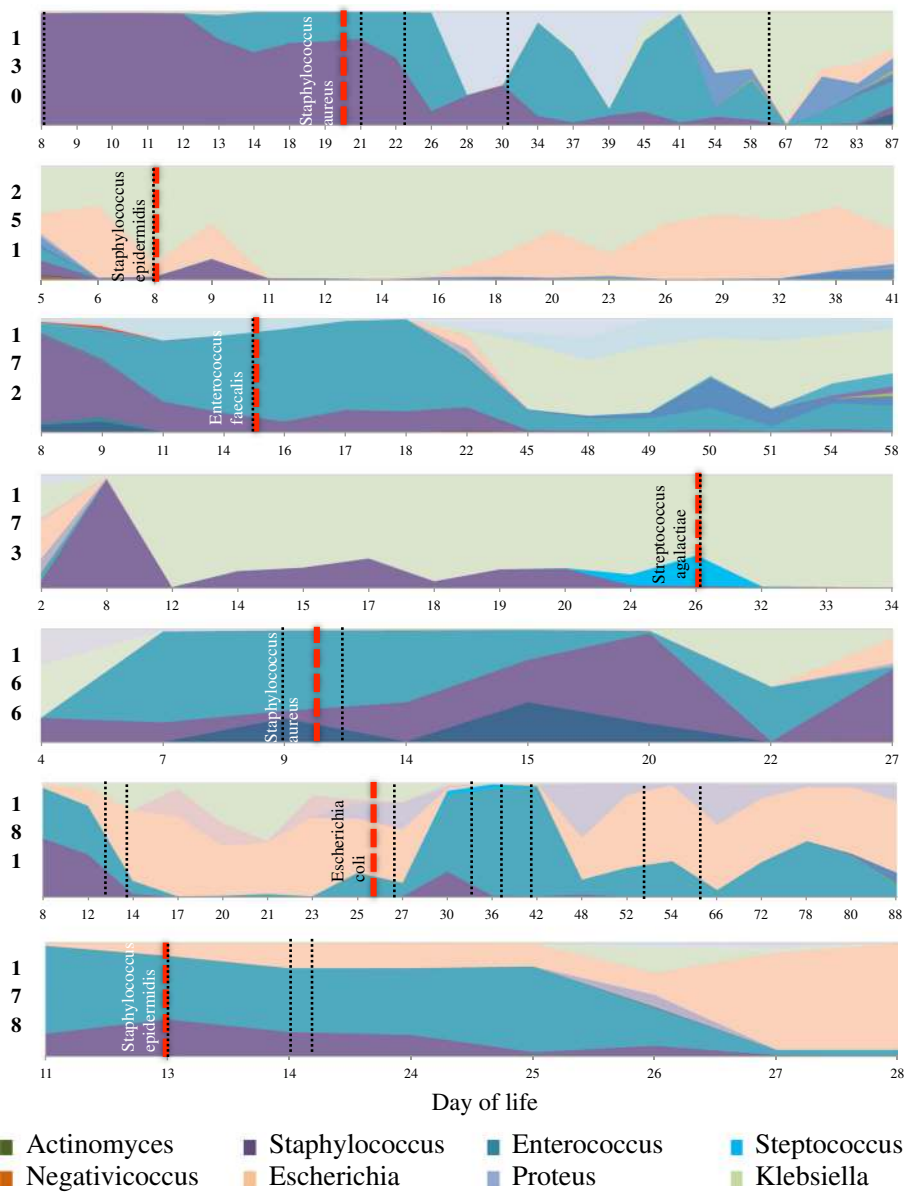 1
3
0
Staphylococcus
aureus
8 9 10 11 12 13 14 18 19 21 22 26 28 30 34 37 39 45 41 54 58 67 72 83 87
2
5
1
Staphylococcus
epidermidis
5 6 8 9 11 12 14 16 18 20 23 26 29 32 38 41
1
7
2
Enterococcus
faecalis
8 9 11 14 16 17 18 22 45 48 49 50 51 54 58
1
7
3
Streptococcus
agalactiae
2 8 12 14 15 17 18 19 20 24 26 32 33 34
1
6
6
Staphylococcus
aureus
4 7 9 14 15 20 22 27
1
8
1
Escherichia
coli
8 12 14 17 20 21 23 25 27 30 36 42 48 52 54 66 72 78 80 88
1
7
8
Staphylococcus
epidermidis
11 13 14 24 25 26 27 28
Day of life
Actinomyces Staphylococcus Enterococcus Steptococcus
Negativicoccus Escherichia Proteus Klebsiella